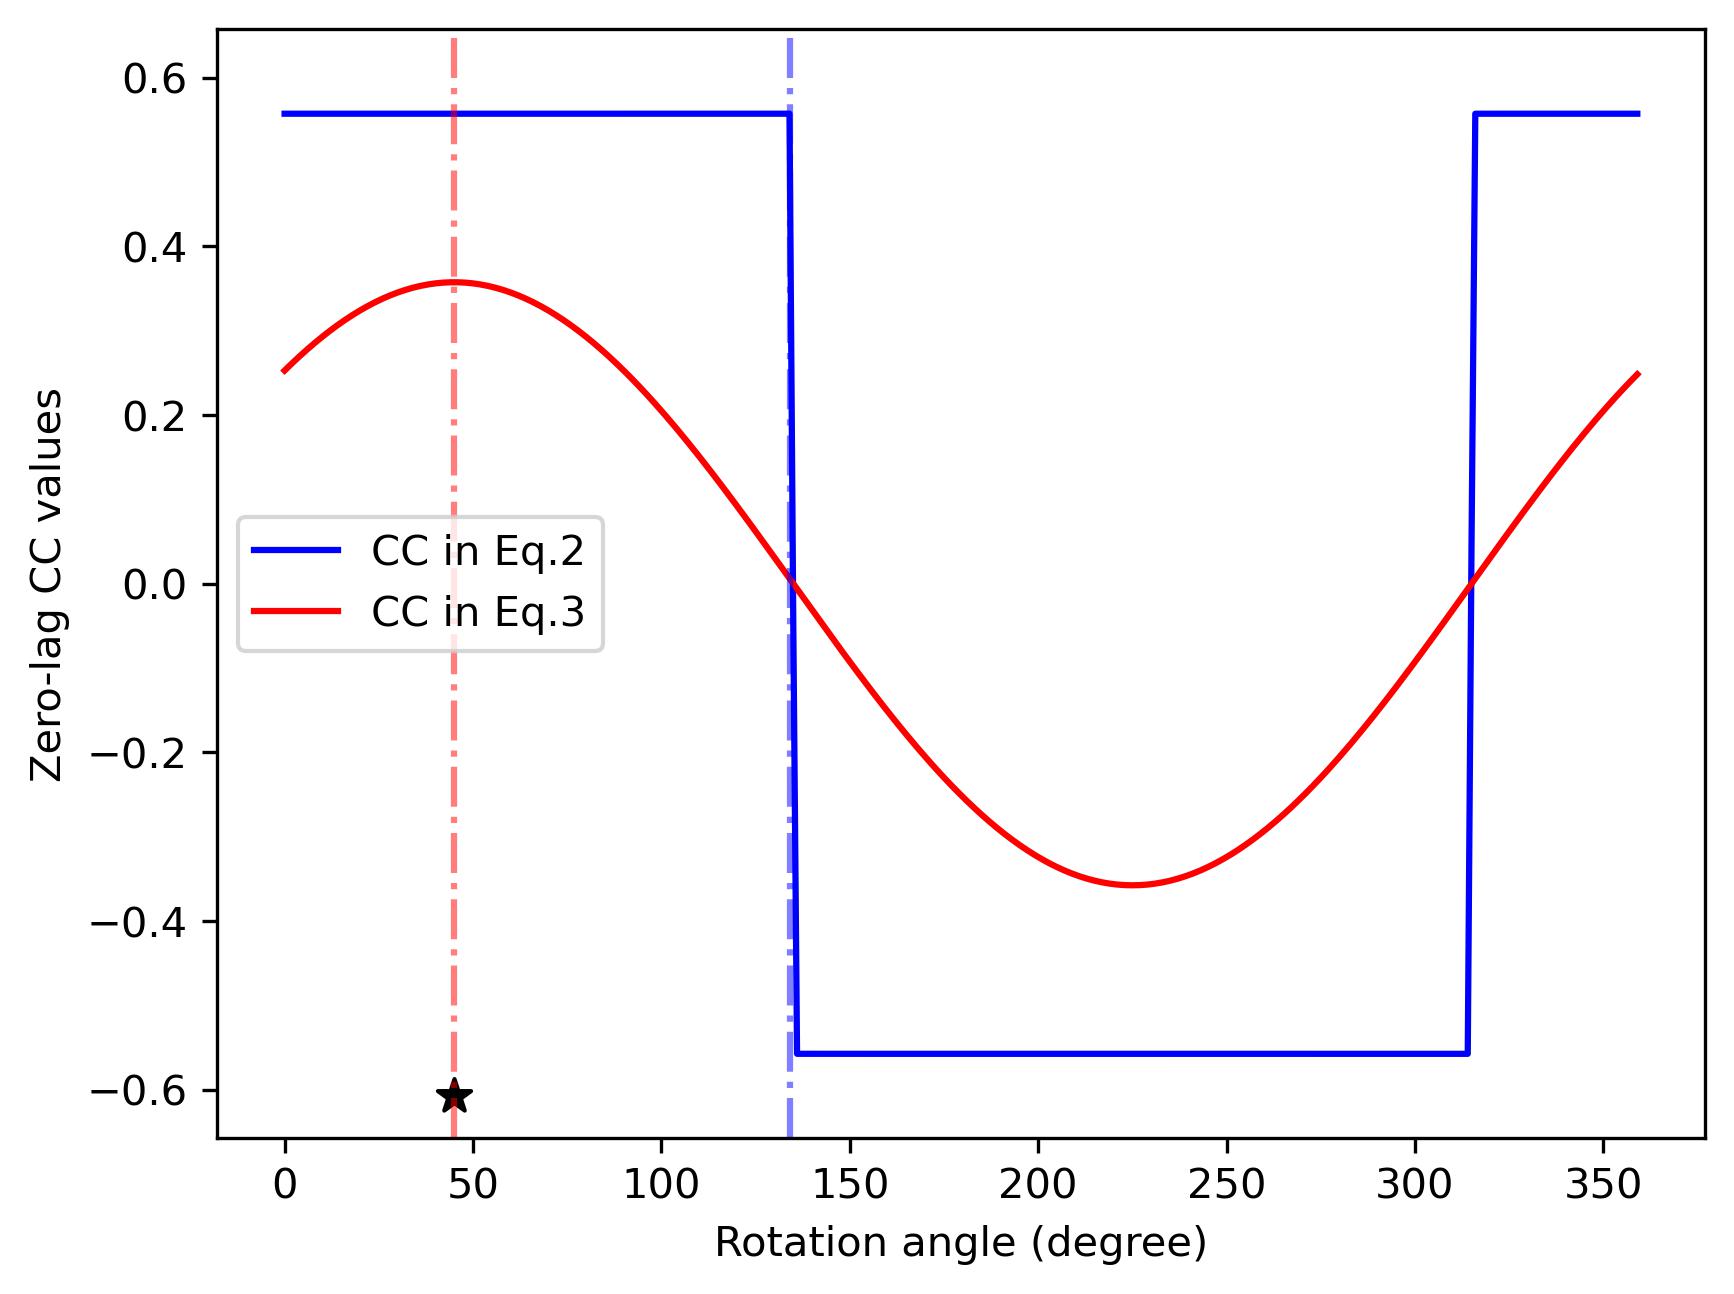 0.6
0.4
0.2
0.0
−0.2
−0.4
−0.6
Zero-lag CC values
CC in Eq.2
CC in Eq.3
0 50 100 150 200 250 300 350
Rotation angle (degree)